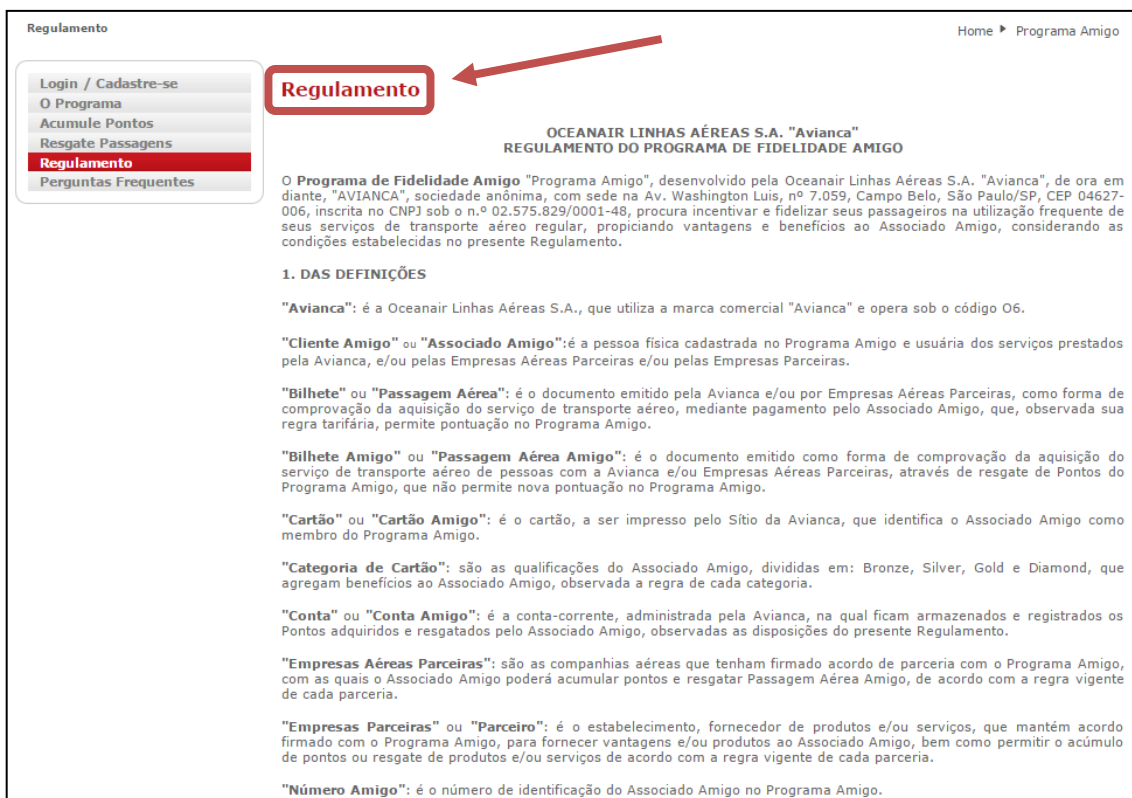 Regulamento
Home ▶ Programa Amigo
Login / Cadastre-se
O Programa
Acumule Pontos
Resgate Passagens
Regulamento
Perguntas Frequentes
Regulamento
OCEANAIR LINHAS AÉREAS S.A. "Avianca"
REGULAMENTO DO PROGRAMA DE FIDELIDADE AMIGO
O Programa de Fidelidade Amigo "Programa Amigo", desenvolvido pela Oceanair Linhas Aéreas S.A. "Avianca", de ora em
diante, "AVIANCA", sociedade anônima, com sede na Av. Washington Luis, nº 7.059, Campo Belo, São Paulo/SP, CEP 04627-
006, inscrita no CNPJ sob o n.º 02.575.829/0001-48, procura incentivar e fidelizar seus passageiros na utilização frequente de
seus serviços de transporte aéreo regular, propiciando vantagens e benefícios ao Associado Amigo, considerando as
condições estabelecidas no presente Regulamento.
1. DAS DEFINIÇÕES
"Avianca": é a Oceanair Linhas Aéreas S.A., que utiliza a marca comercial "Avianca" e opera sob o código O6.
"Cliente Amigo" ou "Associado Amigo":é a pessoa física cadastrada no Programa Amigo e usuária dos serviços prestados
pela Avianca, e/ou pelas Empresas Aéreas Parceiras e/ou pelas Empresas Parceiras.
"Bilhete" ou "Passagem Aérea": é o documento emitido pela Avianca e/ou por Empresas Aéreas Parceiras, como forma de
comprovação da aquisição do serviço de transporte aéreo, mediante pagamento pelo Associado Amigo, que, observada sua
regra tarifária, permite pontuação no Programa Amigo.
"Bilhete Amigo" ou "Passagem Aérea Amigo": é o documento emitido como forma de comprovação da aquisição do
serviço de transporte aéreo de pessoas com a Avianca e/ou Empresas Aéreas Parceiras, através de resgate de Pontos do
Programa Amigo, que não permite nova pontuação no Programa Amigo.
"Cartão" ou "Cartão Amigo": é o cartão, a ser impresso pelo Sítio da Avianca, que identifica o Associado Amigo como
membro do Programa Amigo.
"Categoria de Cartão": são as qualificações do Associado Amigo, divididas em: Bronze, Silver, Gold e Diamond, que
agregam benefícios ao Associado Amigo, observada a regra de cada categoria.
"Conta" ou "Conta Amigo": é a conta-corrente, administrada pela Avianca, na qual ficam armazenados e registrados os
Pontos adquiridos e resgatados pelo Associado Amigo, observadas as disposições do presente Regulamento.
"Empresas Aéreas Parceiras": são as companhias aéreas que tenham firmado acordo de parceria com o Programa Amigo,
com as quais o Associado Amigo poderá acumular pontos e resgatar Passagem Aérea Amigo, de acordo com a regra vigente
de cada parceria.
"Empresas Parceiras" ou "Parceiro": é o estabelecimento, fornecedor de produtos e/ou serviços, que mantém acordo
firmado com o Programa Amigo, para fornecer vantagens e/ou produtos ao Associado Amigo, bem como permitir o acúmulo
de pontos ou resgate de produtos e/ou serviços de acordo com a regra vigente de cada parceria.
"Número Amigo": é o número de identificação do Associado Amigo no Programa Amigo.